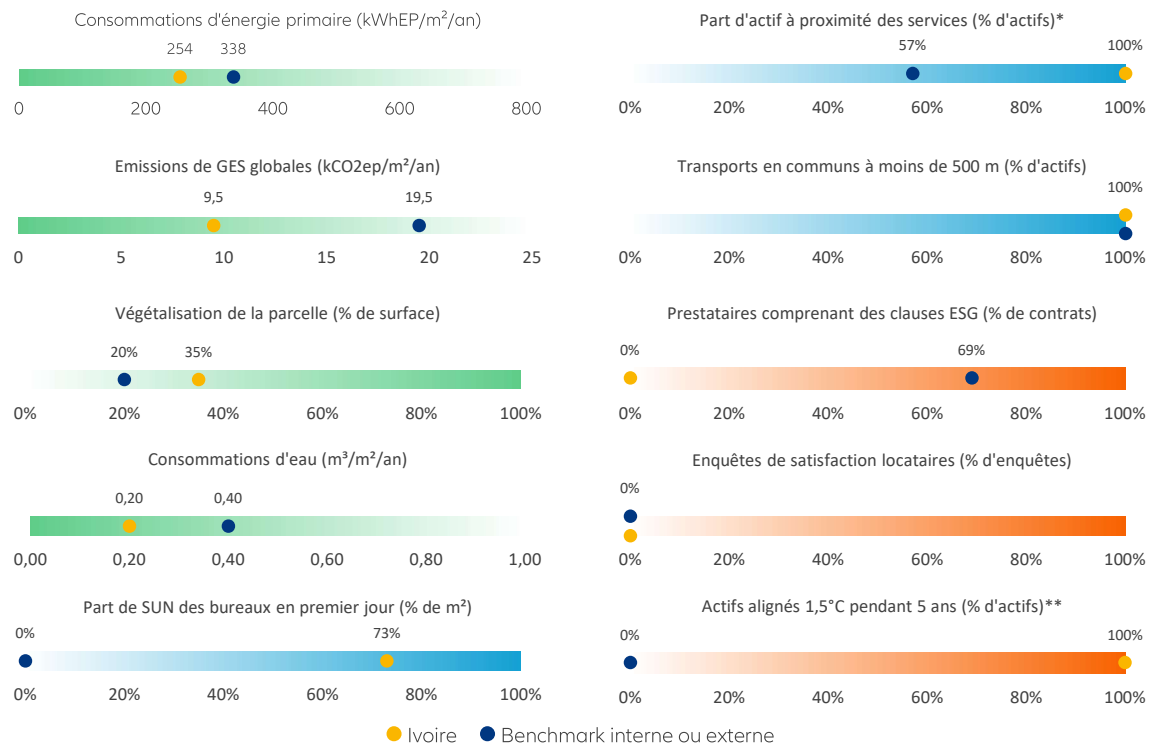 Consommations d'énergie primaire (kWhEP/m²/an)
254 338
0 200 400 600 800
Emissions de GES globales (kCO2ep/m²/an)
9,5 19,5
0 5 10 15 20 25
Végétalisation de la parcelle (% de surface)
20% 35%
0% 20% 40% 60% 80% 100%
Consommations d'eau (m³/m²/an)
0,20 0,40
0,00 0,20 0,40 0,60 0,80 1,00
Part de SUN des bureaux en premier jour (% de m²)
0% 73%
0% 20% 40% 60% 80% 100%
Part d'actif à proximité des services (% d'actifs)*
57% 100%
0% 20% 40% 60% 80% 100%
Transports en communs à moins de 500 m (% d'actifs)
100%
0% 20% 40% 60% 80% 100%
Prestataires comprenant des clauses ESG (% de contrats)
0% 69%
0% 20% 40% 60% 80% 100%
Enquêtes de satisfaction locataires (% d'enquêtes)
0%
0% 20% 40% 60% 80% 100%
Actifs alignés 1,5°C pendant 5 ans (% d'actifs)**
0% 100%
0% 20% 40% 60% 80% 100%
Ivoire Benchmark interne ou externe